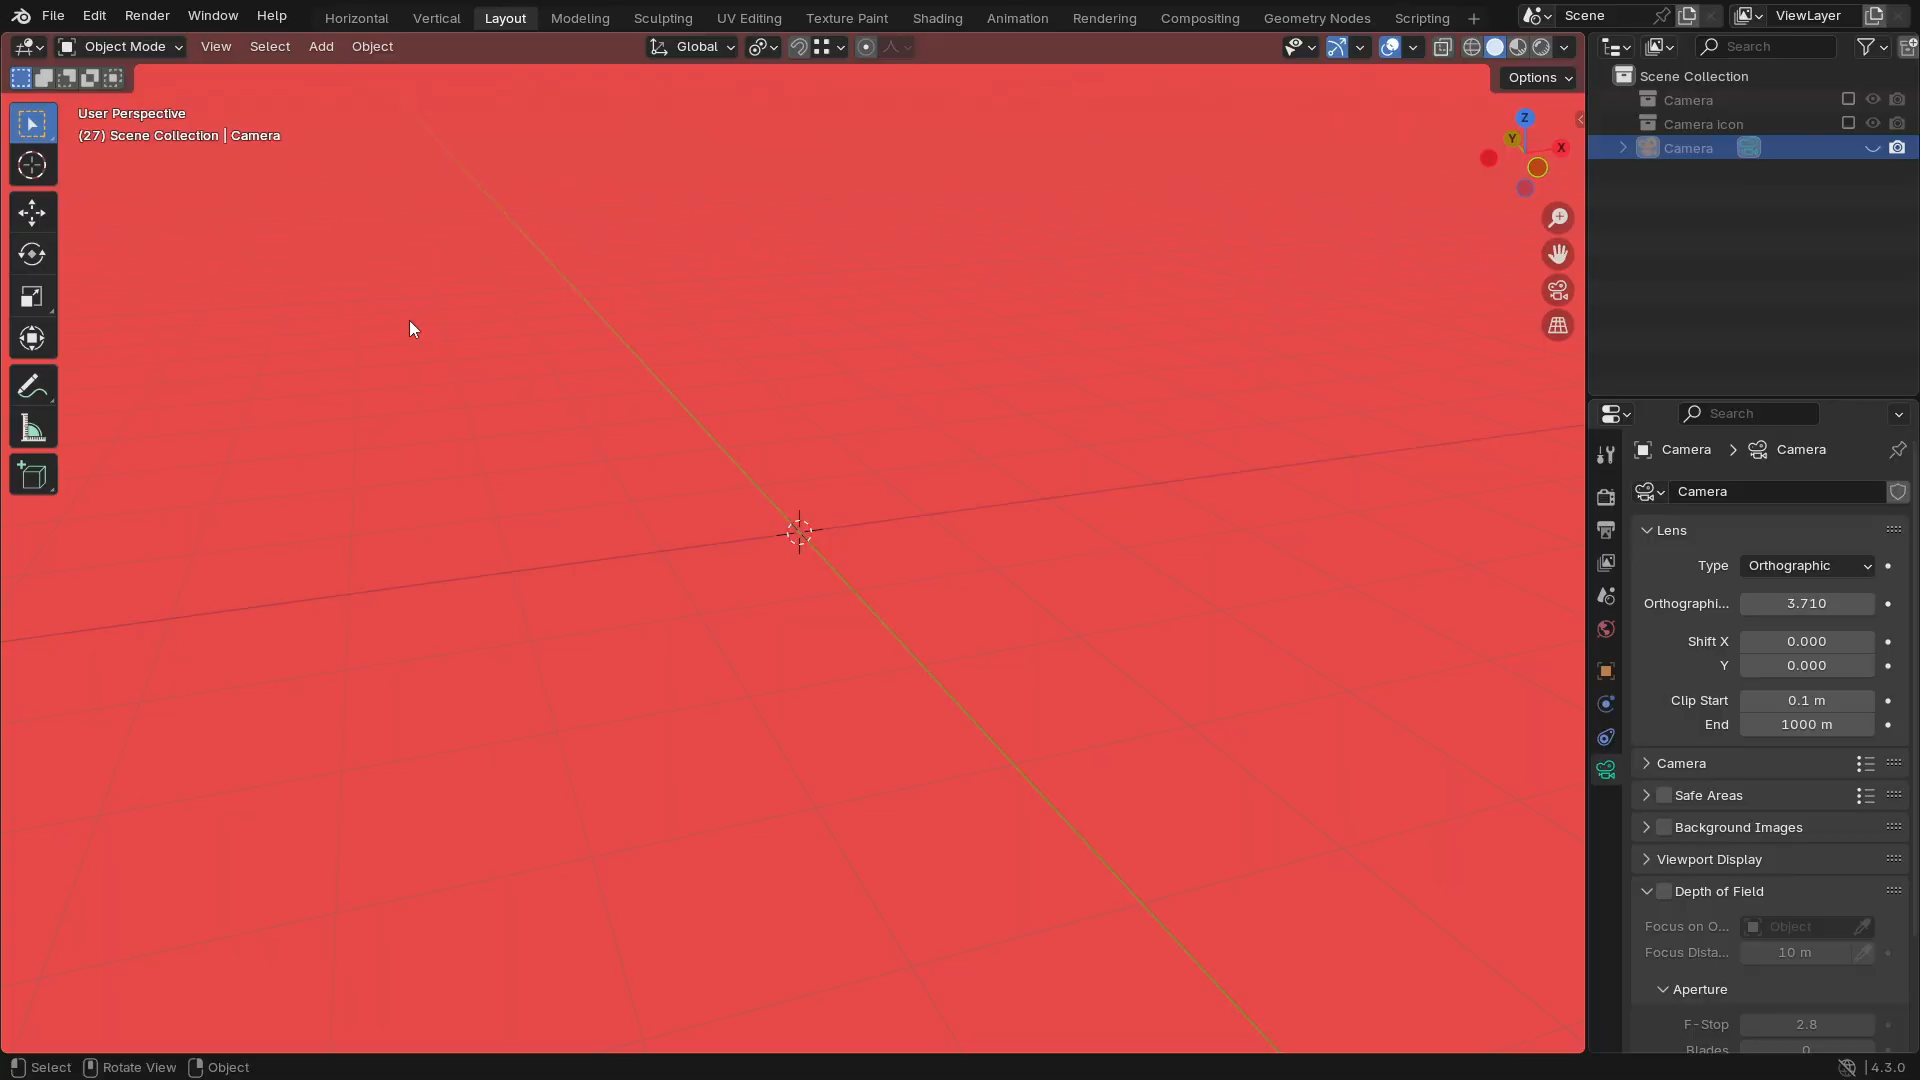 File Edit Render Window Help Horizontal Vertical Layout Modeling Sculpting UV Editing Texture Paint Shading Animation Rendering Compositing Geometry Nodes Scripting + Scene ViewLayer
Object Mode View Select Add Object Global Search
Options
User Perspective
(27) Scene Collection | Camera
Z
Y
X
Scene Collection
Camera
Camera icon
Camera
Search
Camera > Camera
Camera
Lens
Type Orthographic
Orthographi... 3.710
Shift X 0.000
Y 0.000
Clip Start 0.1 m
End 1000 m
Camera
Safe Areas
Background Images
Viewport Display
Depth of Field
Focus on O... Object
Focus Dista... 10 m
Aperture
F-Stop 2.8
Blades 0
Select Rotate View Object 4.3.0